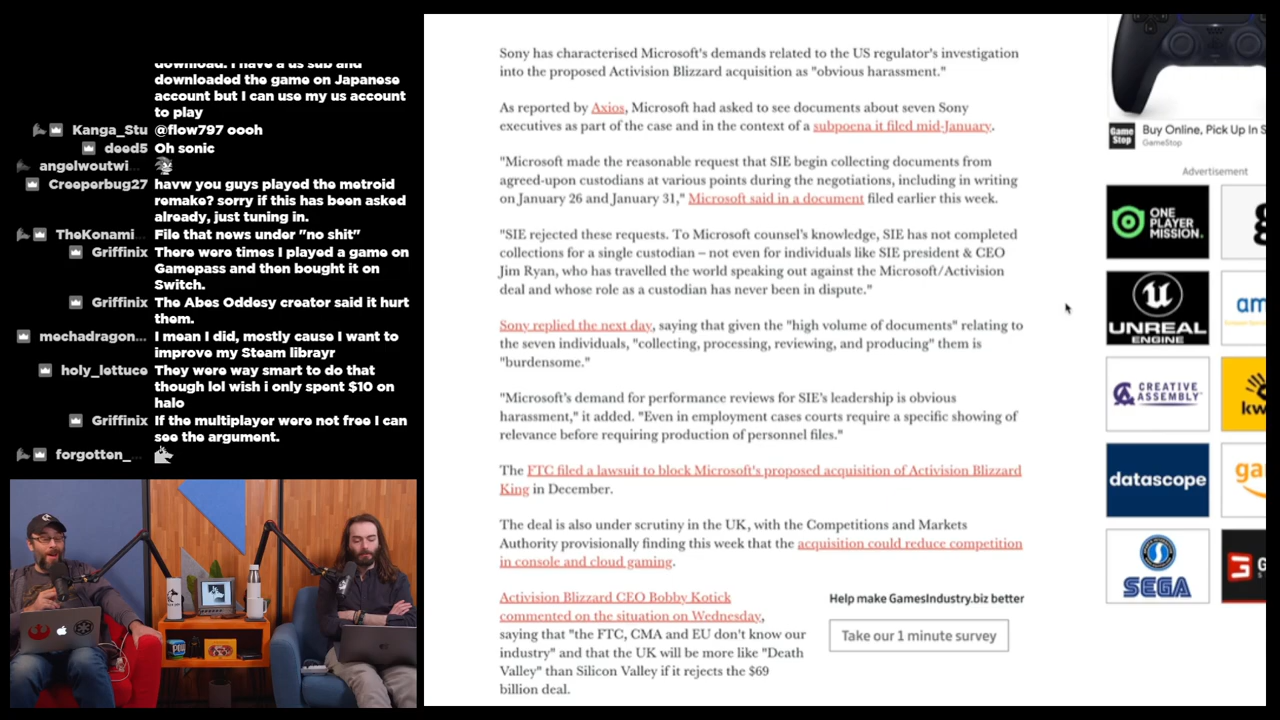 download. I have a us sub and
downloaded the game on Japanese
account but I can use my us account
to play
Kanga_Stu @flow797 oooh
deed5 Oh sonic
angelwoutwi...
Creeperbug27 havw you guys played the metroid
remake? sorry if this has been asked
already, just tuning in.
TheKonami... File that news under "no shit"
Griffinix There were times I played a game on
Gamepass and then bought it on
Switch.
Griffinix The Abes Oddesy creator said it hurt
them.
mechadragon... I mean I did, mostly cause I want to
improve my Steam librayr
holy_lettuce They were way smart to do that
though lol wish i only spent $10 on
halo
Griffinix If the multiplayer were not free I can
see the argument.
forgotten_...
Sony has characterised Microsoft's demands related to the US regulator's investigation
into the proposed Activision Blizzard acquisition as "obvious harassment."
As reported by Axios, Microsoft had asked to see documents about seven Sony
executives as part of the case and in the context of a subpoena it filed mid-January.
"Microsoft made the reasonable request that SIE begin collecting documents from
agreed-upon custodians at various points during the negotiations, including in writing
on January 26 and January 31," Microsoft said in a document filed earlier this week.
"SIE rejected these requests. To Microsoft counsel's knowledge, SIE has not completed
collections for a single custodian – not even for individuals like SIE president & CEO
Jim Ryan, who has travelled the world speaking out against the Microsoft/Activision
deal and whose role as a custodian has never been in dispute."
Sony replied the next day, saying that given the "high volume of documents" relating to
the seven individuals, "collecting, processing, reviewing, and producing" them is
"burdensome."
"Microsoft's demand for performance reviews for SIE's leadership is obvious
harassment," it added. "Even in employment cases courts require a specific showing of
relevance before requiring production of personnel files."
The FTC filed a lawsuit to block Microsoft's proposed acquisition of Activision Blizzard
King in December.
The deal is also under scrutiny in the UK, with the Competitions and Markets
Authority provisionally finding this week that the acquisition could reduce competition
in console and cloud gaming.
Activision Blizzard CEO Bobby Kotick
commented on the situation on Wednesday,
saying that "the FTC, CMA and EU don't know our
industry" and that the UK will be more like "Death
Valley" than Silicon Valley if it rejects the $69
billion deal.
Help make GamesIndustry.biz better
Take our 1 minute survey
Game
Stop
Buy Online, Pick Up In S
GameStop
Advertisement
ONE
PLAYER
MISSION.
g
UNREAL
ENGINE
am
CREATIVE
ASSEMBLY
kw
datascope
ga
SEGA
G